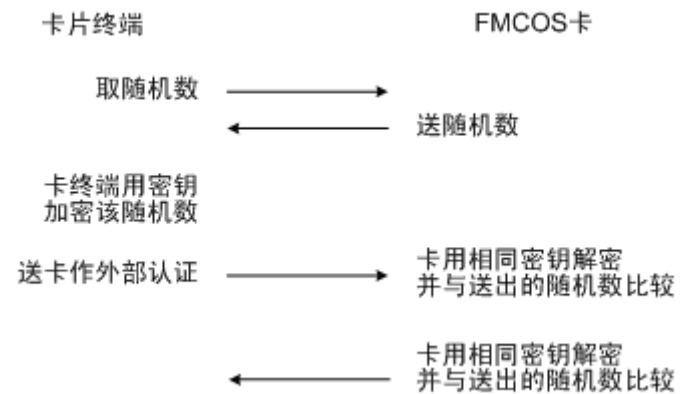 卡片终端 FMCOS卡
取随机数
送随机数
卡终端用密钥
加密该随机数
送卡作外部认证
卡用相同密钥解密
并与送出的随机数比较
卡用相同密钥解密
并与送出的随机数比较